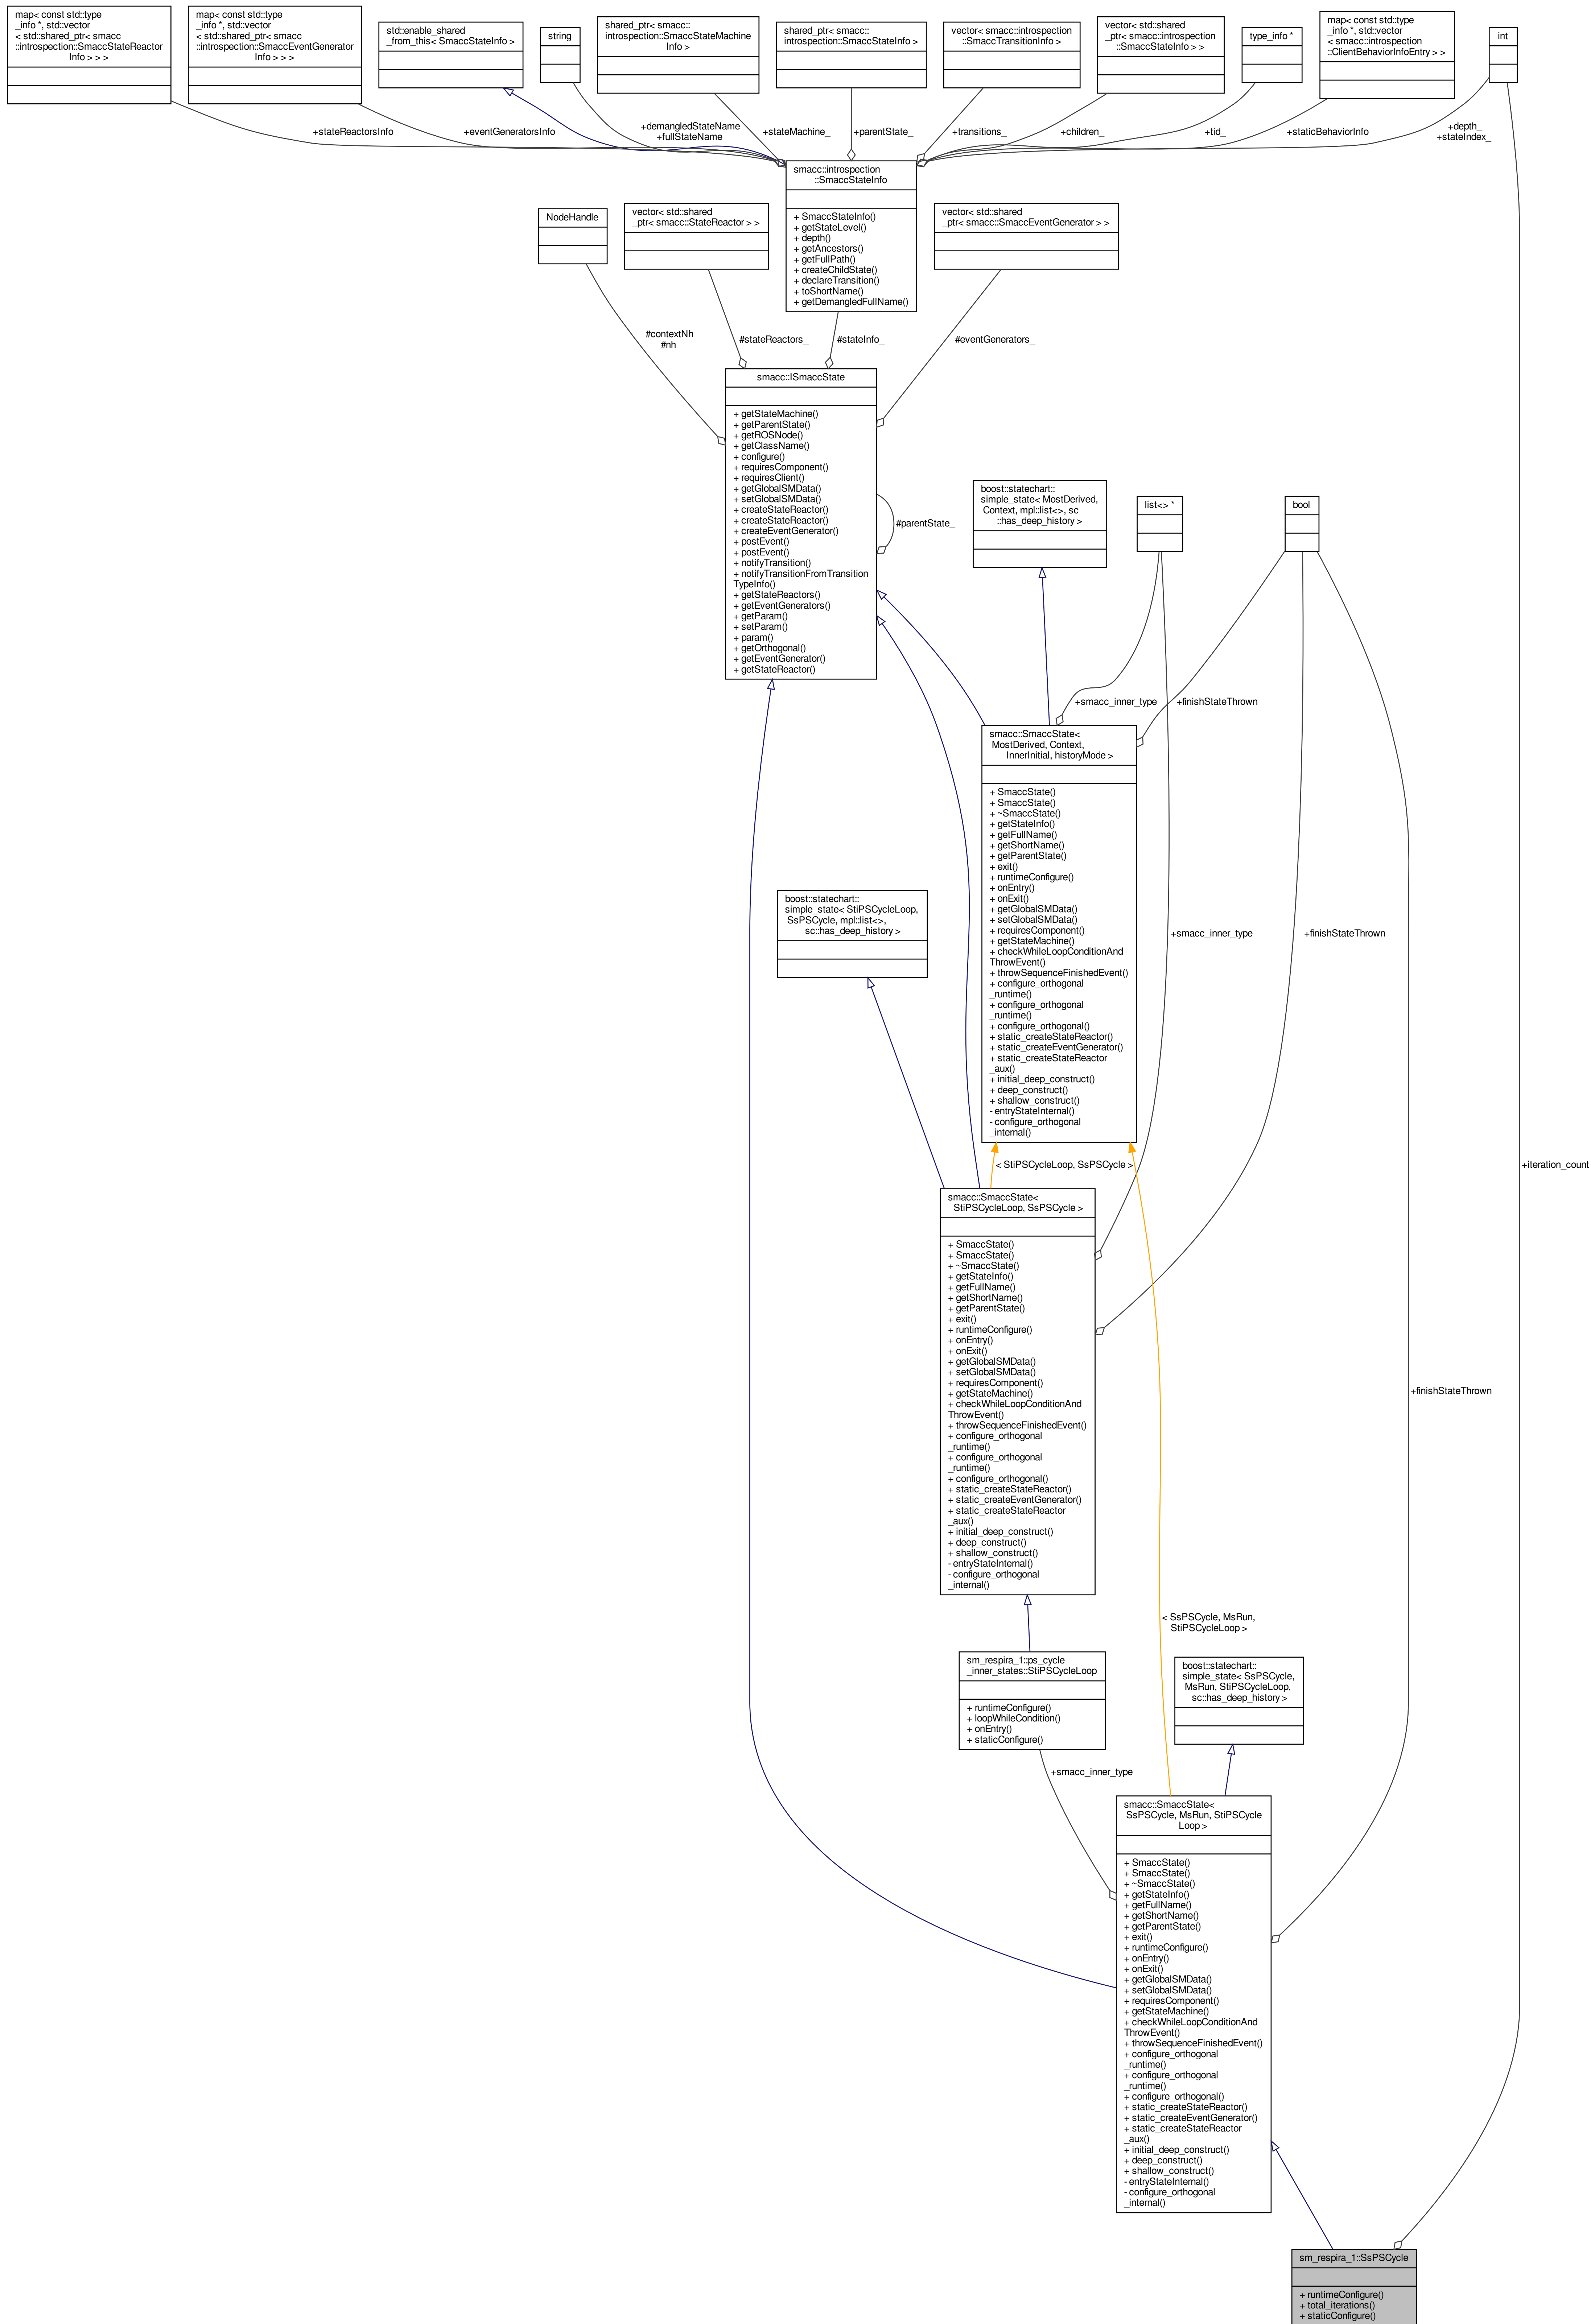 map< const std::type
_info *, std::vector
< std::shared_ptr< smacc
::introspection::SmaccStateReactor
Info > > >
map< const std::type
_info *, std::vector
< std::shared_ptr< smacc
::introspection::SmaccEventGenerator
Info > > >
std::enable_shared
_from_this< SmaccStateInfo >
string
shared_ptr< smacc::
introspection::SmaccStateMachine
Info >
shared_ptr< smacc::
introspection::SmaccStateInfo >
vector< smacc::introspection
::SmaccTransitionInfo >
vector< std::shared
_ptr< smacc::introspection
::SmaccStateInfo > >
type_info *
map< const std::type
_info *, std::vector
< smacc::introspection
::ClientBehaviorInfoEntry > >
int
+stateReactorsInfo
+eventGeneratorsInfo
+demangledStateName
+fullStateName
+stateMachine_
+parentState_
+transitions_
+children_
+tid_
+staticBehaviorInfo
+depth_
+stateIndex_
smacc::introspection
::SmaccStateInfo
+ SmaccStateInfo()
+ getStateLevel()
+ depth()
+ getAncestors()
+ getFullPath()
+ createChildState()
+ declareTransition()
+ toShortName()
+ getDemangledFullName()
NodeHandle
vector< std::shared
_ptr< smacc::StateReactor > >
vector< std::shared
_ptr< smacc::SmaccEventGenerator > >
#contextNh
#nh
#stateReactors_
#stateInfo_
#eventGenerators_
smacc::ISmaccState
+ getStateMachine()
+ getParentState()
+ getROSNode()
+ getClassName()
+ configure()
+ requiresComponent()
+ requiresClient()
+ getGlobalSMData()
+ setGlobalSMData()
+ createStateReactor()
+ createStateReactor()
+ createEventGenerator()
+ postEvent()
+ postEvent()
+ notifyTransition()
+ notifyTransitionFromTransition
TypeInfo()
+ getStateReactors()
+ getEventGenerators()
+ getParam()
+ setParam()
+ param()
+ getOrthogonal()
+ getEventGenerator()
+ getStateReactor()
#parentState_
boost::statechart::
simple_state< MostDerived,
Context, mpl::list<>, sc
::has_deep_history >
list<> *
bool
+smacc_inner_type
+finishStateThrown
smacc::SmaccState<
MostDerived, Context,
InnerInitial, historyMode >
+ SmaccState()
+ SmaccState()
+ ~SmaccState()
+ getStateInfo()
+ getFullName()
+ getShortName()
+ getParentState()
+ exit()
+ runtimeConfigure()
+ onEntry()
+ onExit()
+ getGlobalSMData()
+ setGlobalSMData()
+ requiresComponent()
+ getStateMachine()
+ checkWhileLoopConditionAnd
ThrowEvent()
+ throwSequenceFinishedEvent()
+ configure_orthogonal
_runtime()
+ configure_orthogonal
_runtime()
+ configure_orthogonal()
+ static_createStateReactor()
+ static_createEventGenerator()
+ static_createStateReactor
_aux()
+ initial_deep_construct()
+ deep_construct()
+ shallow_construct()
- entryStateInternal()
- configure_orthogonal
_internal()
boost::statechart::
simple_state< StiPSCycleLoop,
SsPSCycle, mpl::list<>,
sc::has_deep_history >
+smacc_inner_type
+finishStateThrown
< StiPSCycleLoop, SsPSCycle >
+iteration_count
smacc::SmaccState<
StiPSCycleLoop, SsPSCycle >
+ SmaccState()
+ SmaccState()
+ ~SmaccState()
+ getStateInfo()
+ getFullName()
+ getShortName()
+ getParentState()
+ exit()
+ runtimeConfigure()
+ onEntry()
+ onExit()
+ getGlobalSMData()
+ setGlobalSMData()
+ requiresComponent()
+ getStateMachine()
+ checkWhileLoopConditionAnd
ThrowEvent()
+ throwSequenceFinishedEvent()
+ configure_orthogonal
_runtime()
+ configure_orthogonal
_runtime()
+ configure_orthogonal()
+ static_createStateReactor()
+ static_createEventGenerator()
+ static_createStateReactor
_aux()
+ initial_deep_construct()
+ deep_construct()
+ shallow_construct()
- entryStateInternal()
- configure_orthogonal
_internal()
+finishStateThrown
< SsPSCycle, MsRun,
StiPSCycleLoop >
sm_respira_1::ps_cycle
_inner_states::StiPSCycleLoop
+ runtimeConfigure()
+ loopWhileCondition()
+ onEntry()
+ staticConfigure()
boost::statechart::
simple_state< SsPSCycle,
MsRun, StiPSCycleLoop,
sc::has_deep_history >
+smacc_inner_type
smacc::SmaccState<
SsPSCycle, MsRun, StiPSCycle
Loop >
+ SmaccState()
+ SmaccState()
+ ~SmaccState()
+ getStateInfo()
+ getFullName()
+ getShortName()
+ getParentState()
+ exit()
+ runtimeConfigure()
+ onEntry()
+ onExit()
+ getGlobalSMData()
+ setGlobalSMData()
+ requiresComponent()
+ getStateMachine()
+ checkWhileLoopConditionAnd
ThrowEvent()
+ throwSequenceFinishedEvent()
+ configure_orthogonal
_runtime()
+ configure_orthogonal
_runtime()
+ configure_orthogonal()
+ static_createStateReactor()
+ static_createEventGenerator()
+ static_createStateReactor
_aux()
+ initial_deep_construct()
+ deep_construct()
+ shallow_construct()
- entryStateInternal()
- configure_orthogonal
_internal()
sm_respira_1::SsPSCycle
+ runtimeConfigure()
+ total_iterations()
+ staticConfigure()